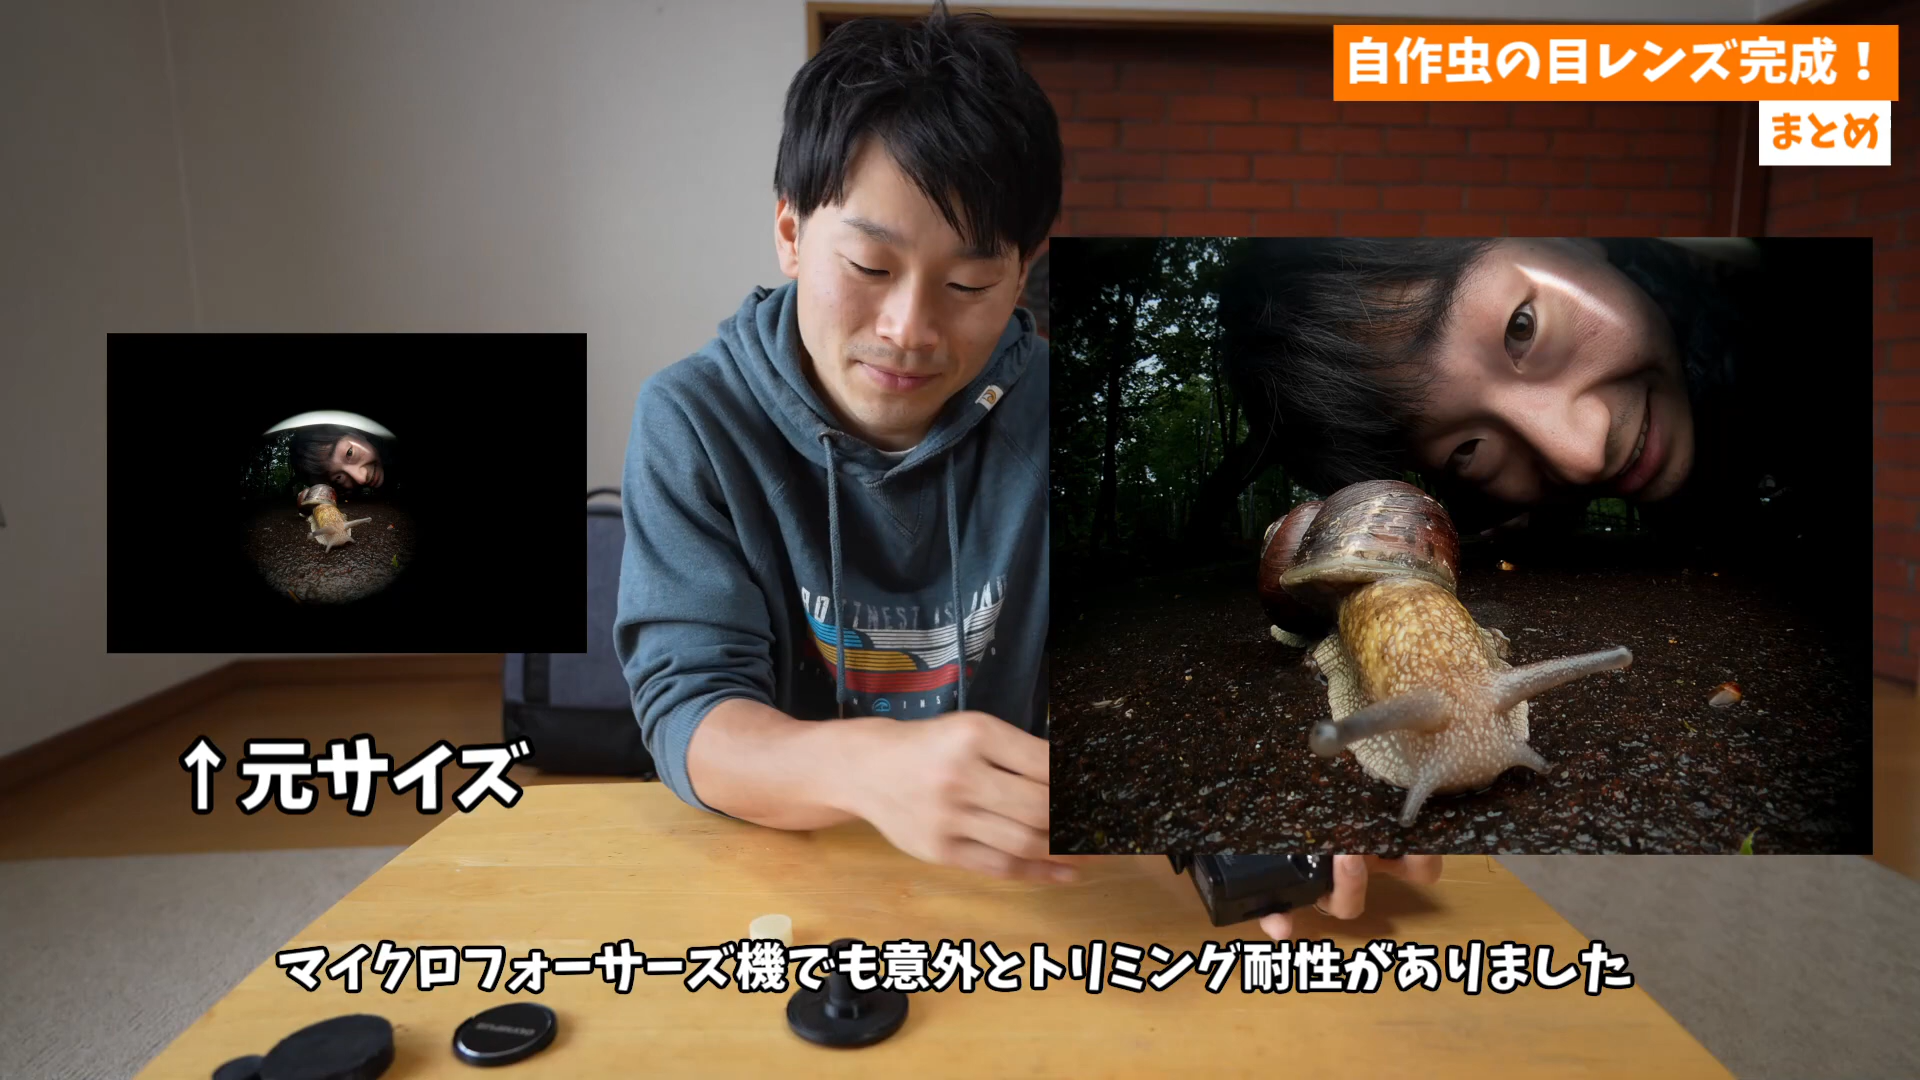 自作虫の目レンズ完成！
まとめ
↑元サイズ
マイクロフォーサーズ機でも意外とトリミング耐性がありました